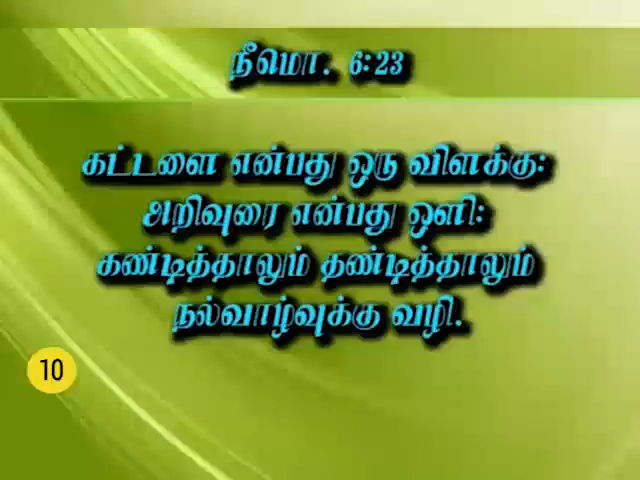 நீமொ. 6:23
கட்டளை என்பது ஒரு விளக்கு:
அறிவுரை என்பது ஒளி:
கண்டித்தாலும் தண்டித்தாலும்
நல்வாழ்வுக்கு வழி.
10